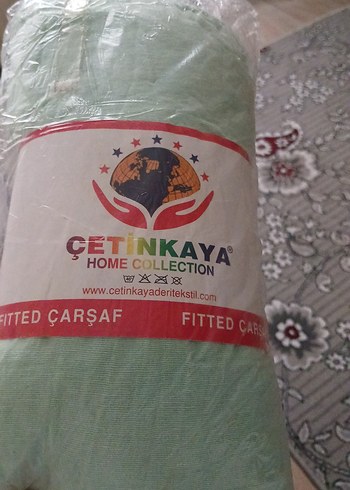 ÇETİNKAYA®
HOME COLLECTION
www.cetinkayaderitekstil.com
FITTED ÇARŞAF FITTED ÇARŞ